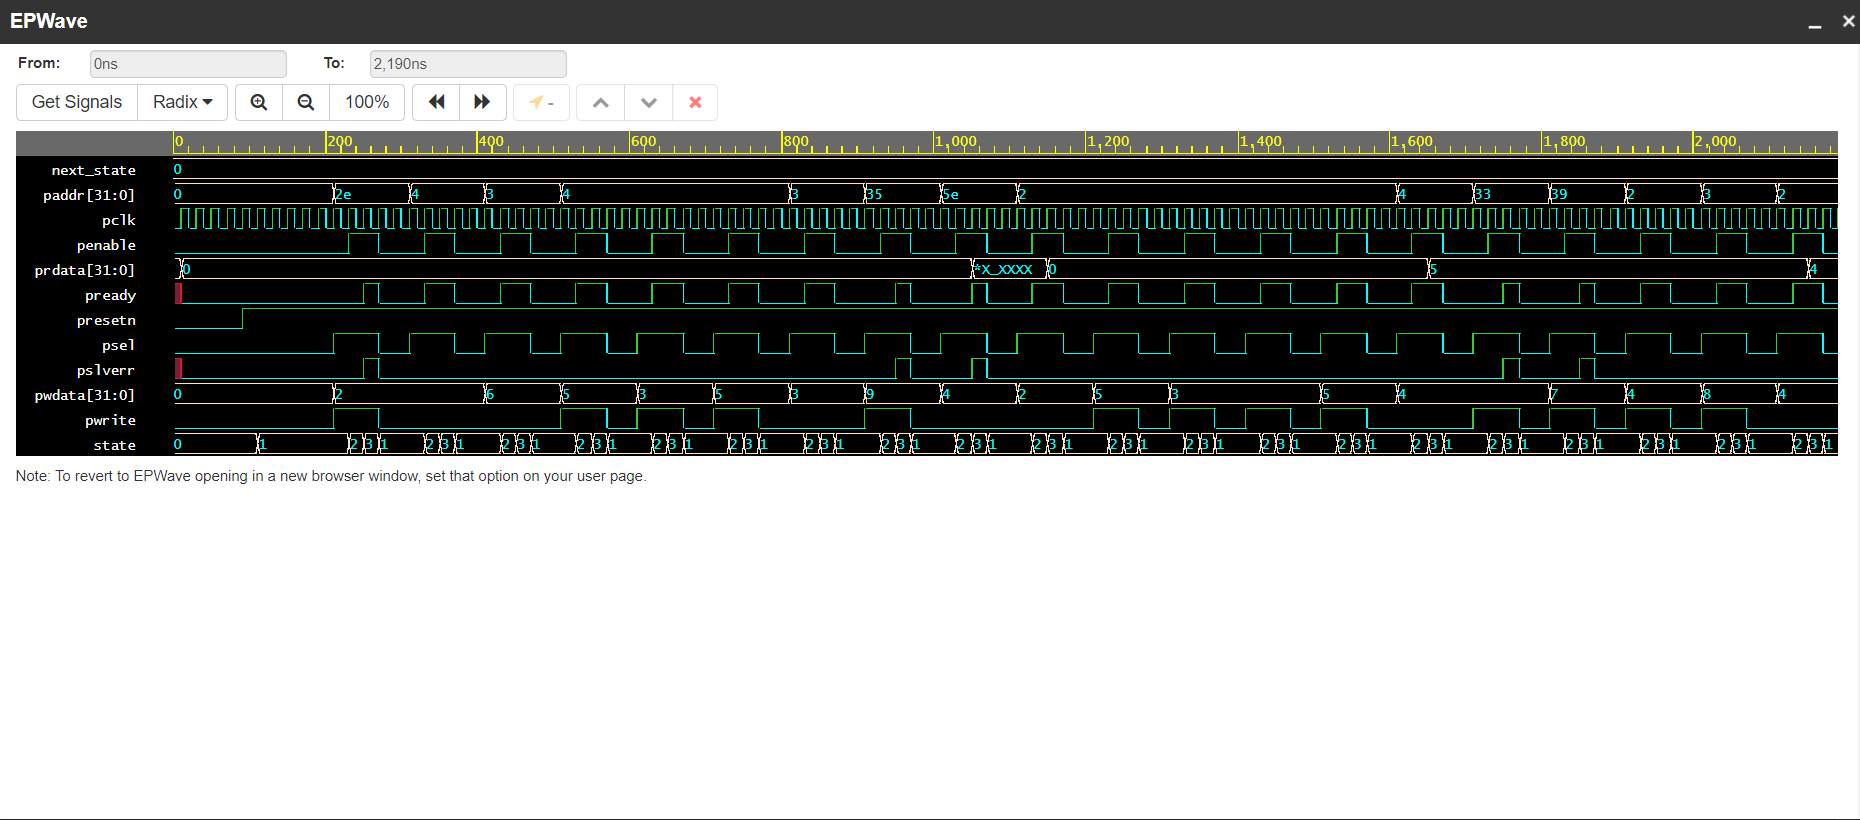 EPWave
From: 0ns To: 2,190ns
Get Signals Radix 100% -
0 200 400 600 800 1,000 1,200 1,400 1,600 1,800 2,000
next_state 0
paddr[31:0] 0 2e 4 3 4 3 35 5e 2 4 33 39 2 3 2
pclk
penable
prdata[31:0] 0 *X_XXXX 0 5 4
pready
presetn
psel
pslverr
pwdata[31:0] 0 2 6 5 3 5 3 9 4 2 5 3 5 4 7 4 8 4
pwrite
state 0 1 2 3 1 2 3 1 2 3 1 2 3 1 2 3 1 2 3 1 2 3 1 2 3 1 2 3 1 2 3 1 2 3 1 2 3 1 2 3 1 2 3 1 2 3 1 2 3 1 2 3 1 2 3 1 2 3 1 2 3 1
Note: To revert to EPWave opening in a new browser window, set that option on your user page.